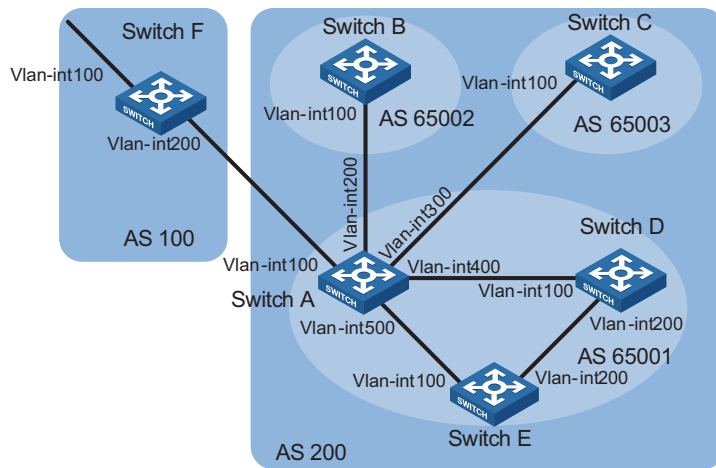 Switch F
Vlan-int100
SWITCH
Vlan-int200
AS 100
Switch B
SWITCH
Vlan-int100
AS 65002
Switch C
Vlan-int100
SWITCH
AS 65003
Vlan-int200
Vlan-int300
Vlan-int100
Switch A
SWITCH
Vlan-int400
Vlan-int500
Switch D
Vlan-int100
SWITCH
Vlan-int200
AS 65001
Vlan-int100
Vlan-int200
SWITCH
Switch E
AS 200